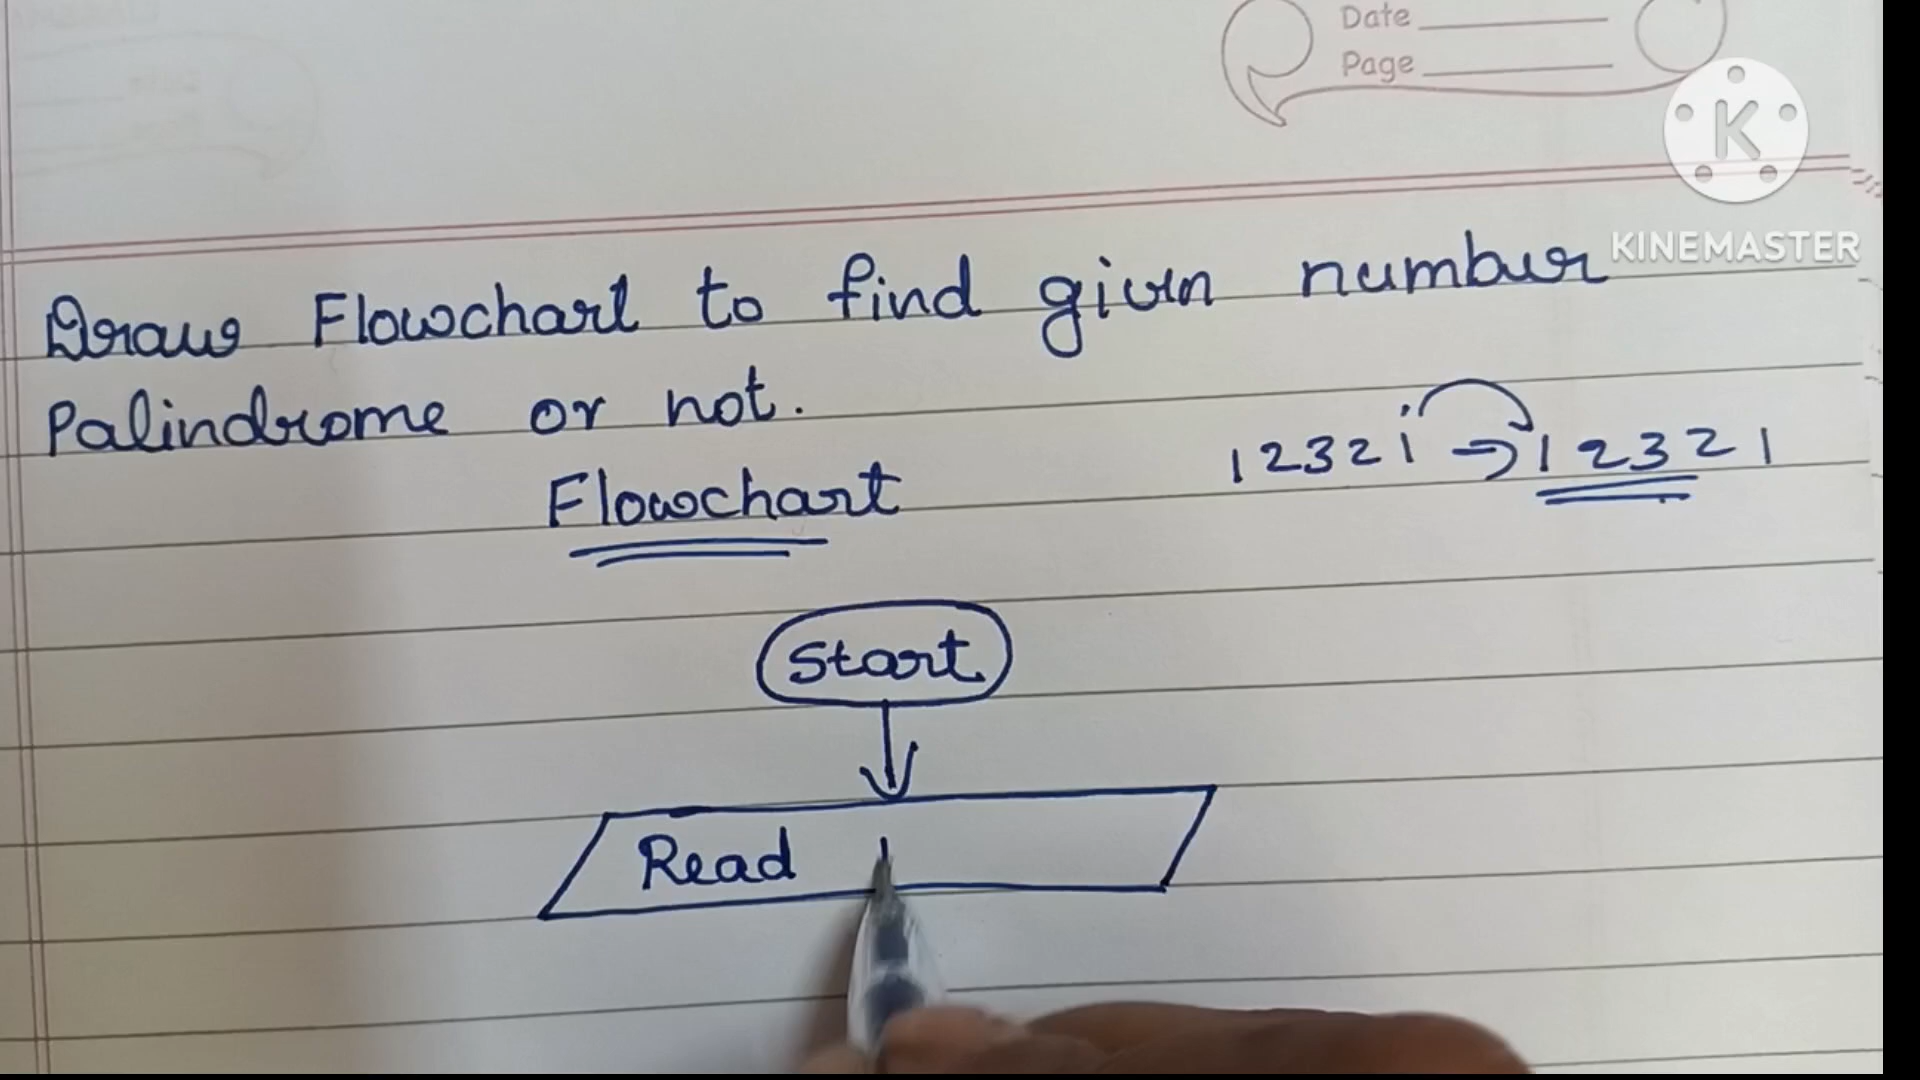 Date
Page
K
KINEMASTER
Draw Flowchart to find given number
Palindrome or not.
12321 → 12321
Flowchart
Start
Read